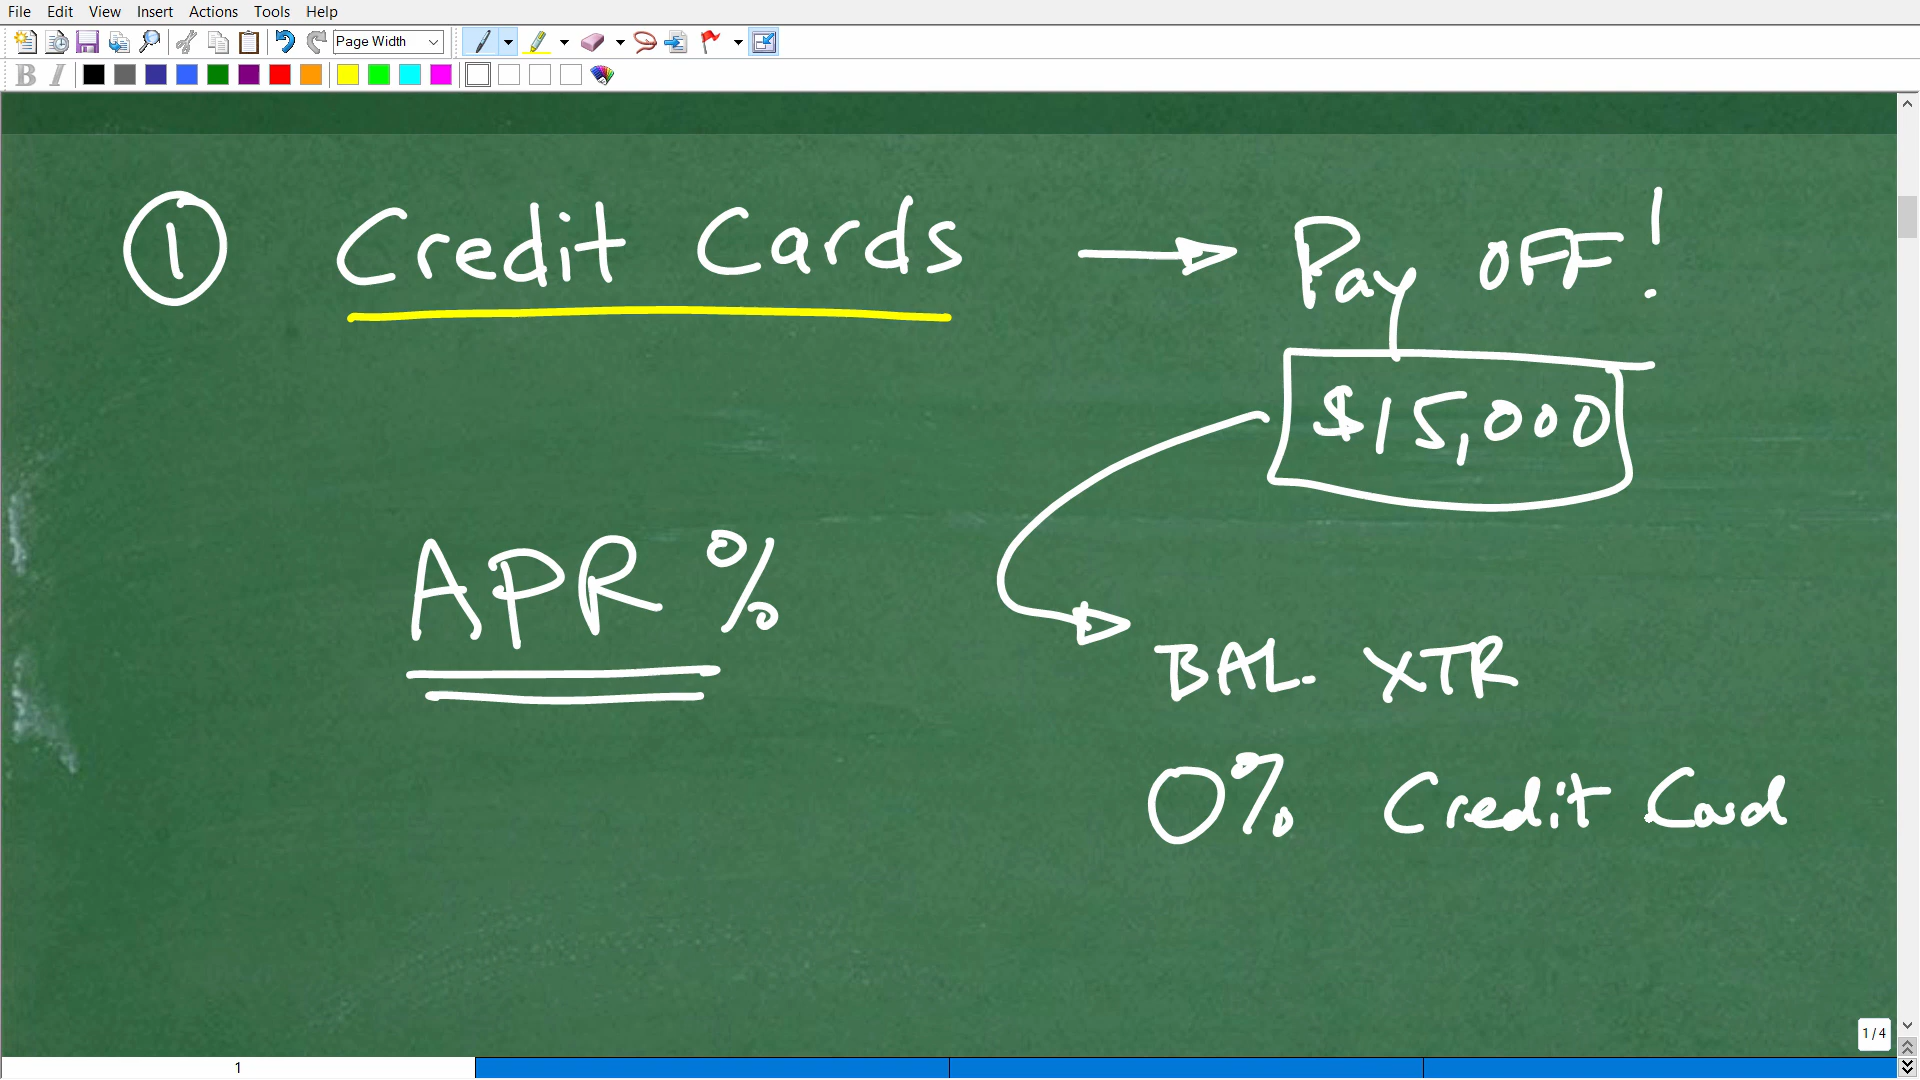 File Edit View Insert Actions Tools Help
Page Width
B I
1 Credit Cards Pay OFF!
$15,000
APR %
BAL. XTR
0% Credit Card
1 / 4
1